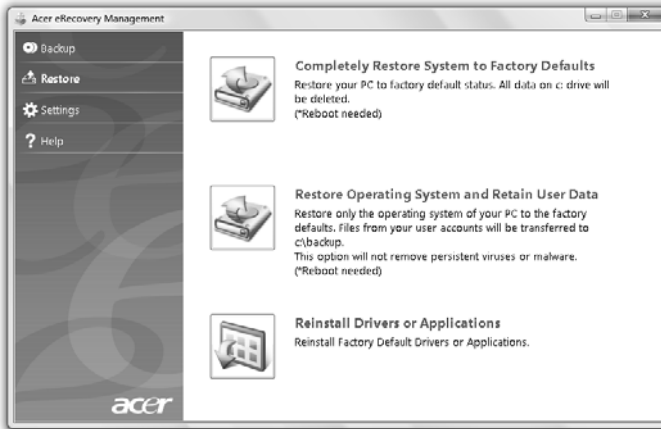 Acer eRecovery Management
Backup
Restore
Settings
Help
Completely Restore System to Factory Defaults
Restore your PC to factory default status. All data on c: drive will
be deleted.
(*Reboot needed)
Restore Operating System and Retain User Data
Restore only the operating system of your PC to the factory
defaults. Files from your user accounts will be transferred to
c:\backup.
This option will not remove persistent viruses or malware.
(*Reboot needed)
Reinstall Drivers or Applications
Reinstall Factory Default Drivers or Applications.
acer